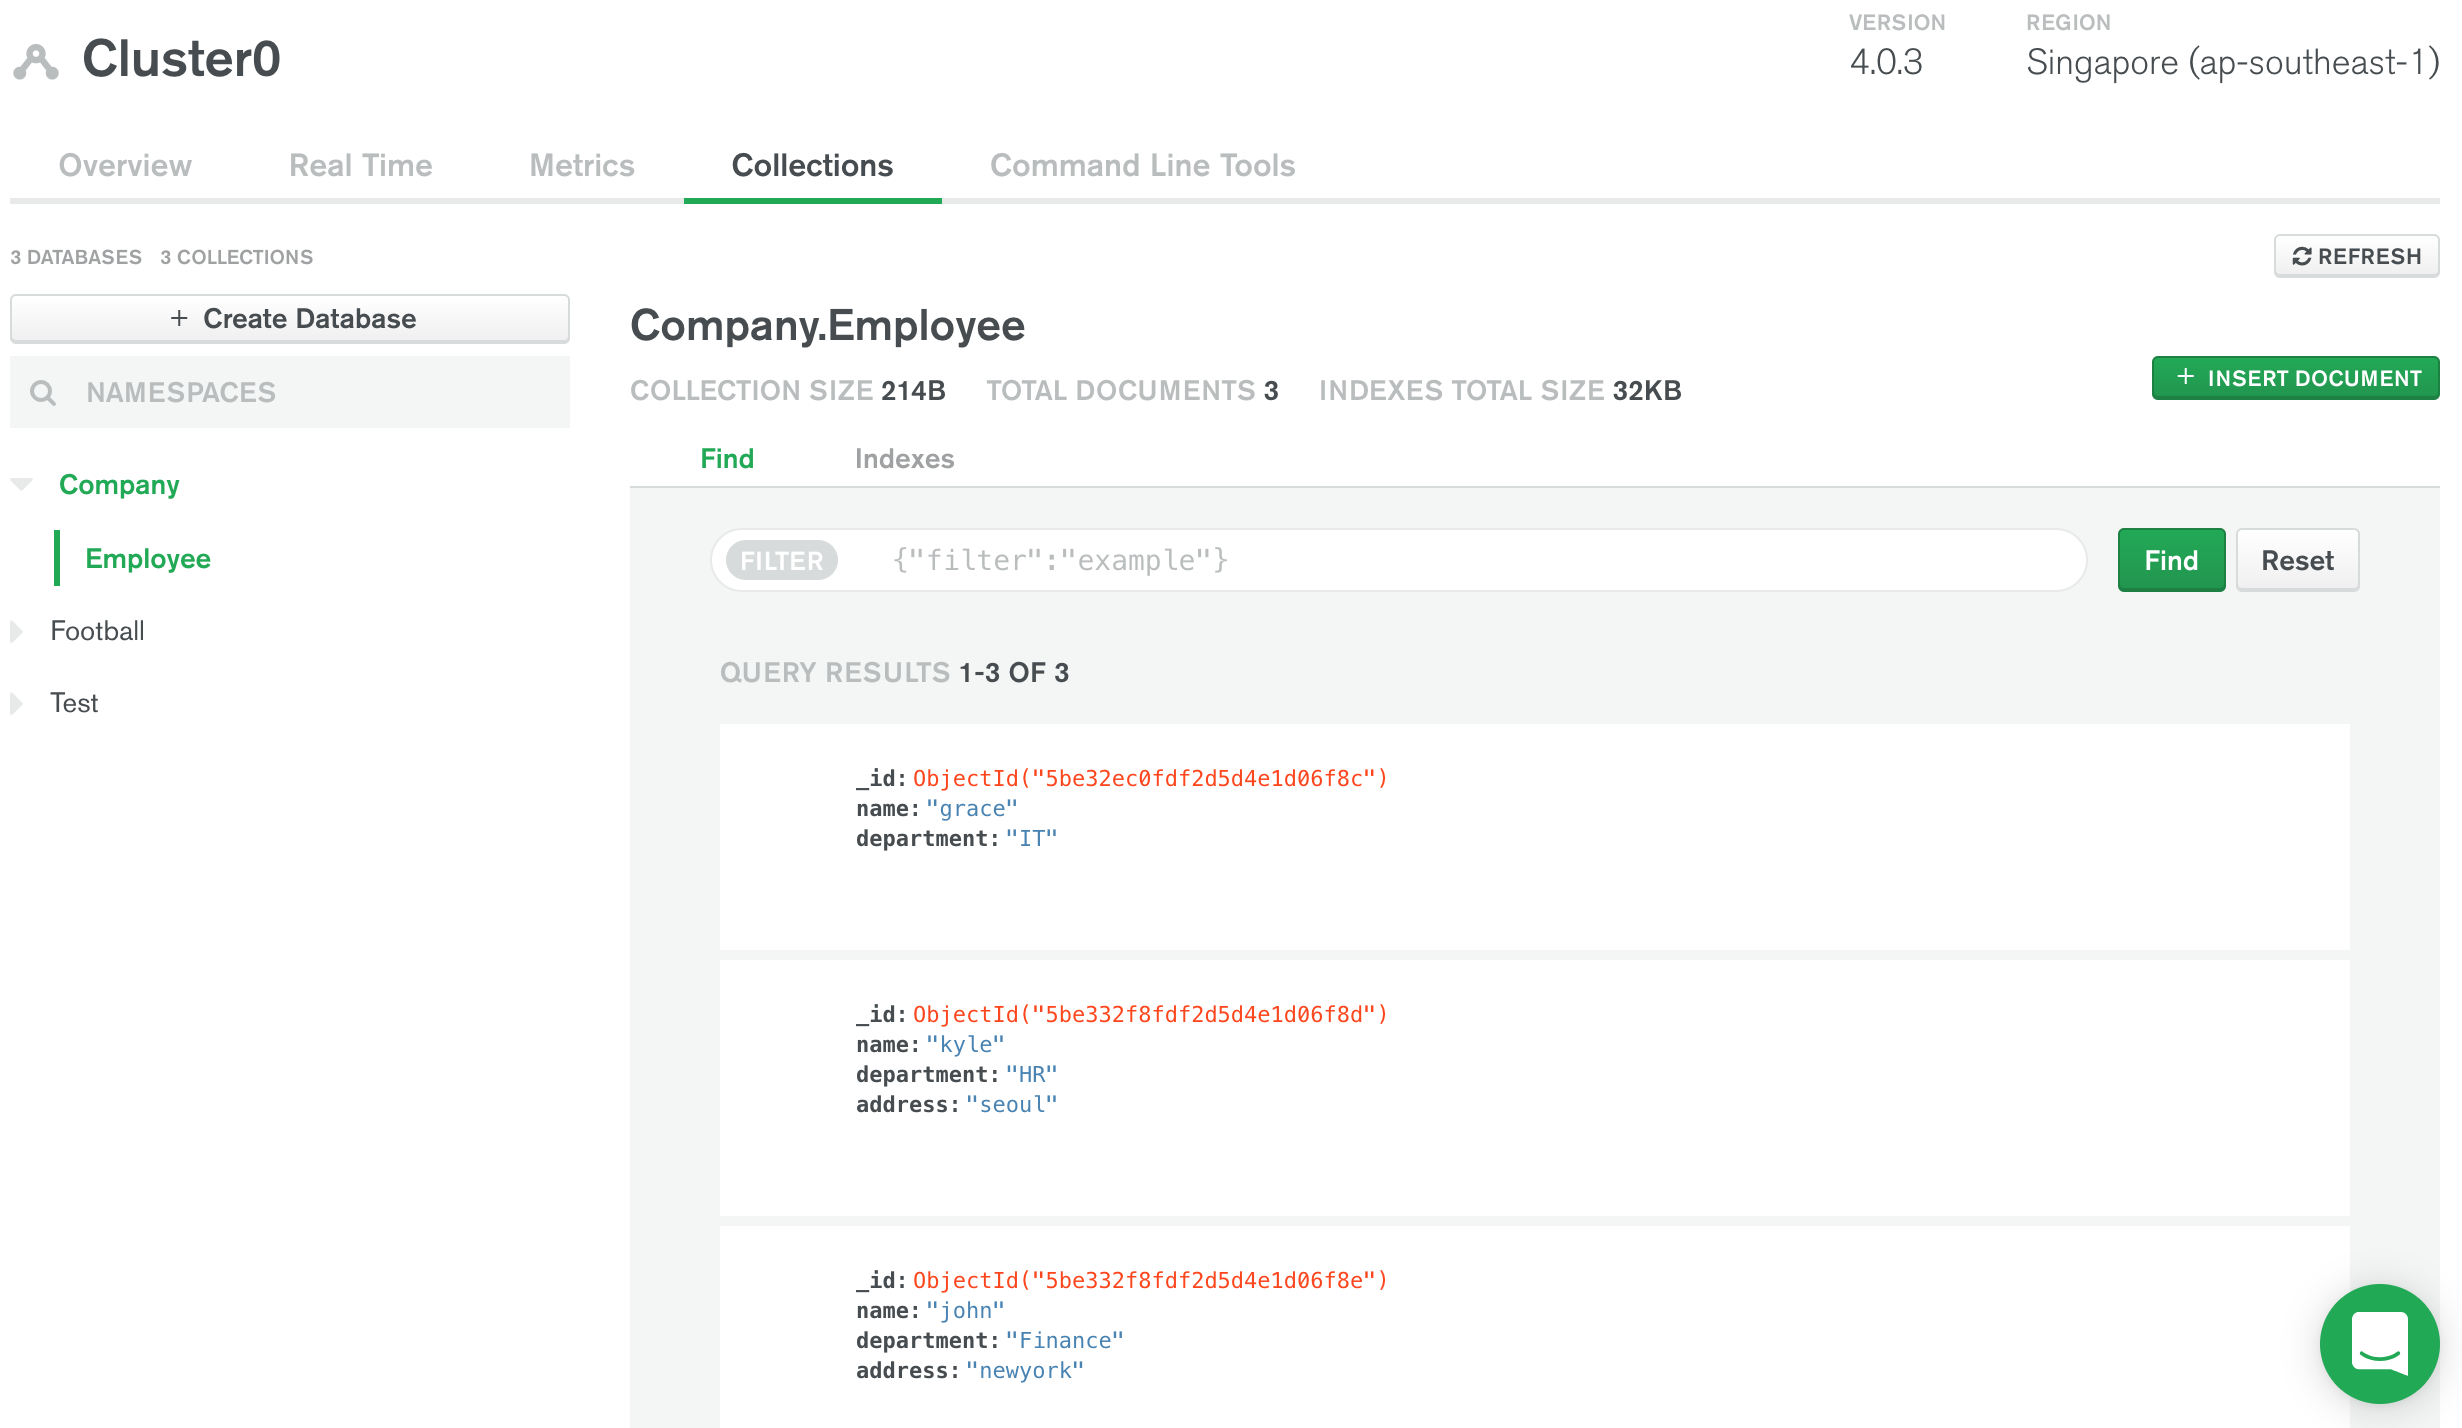 Cluster0
VERSION
4.0.3
REGION
Singapore (ap-southeast-1)
Overview Real Time Metrics Collections Command Line Tools
3 DATABASES 3 COLLECTIONS
REFRESH
+ Create Database
NAMESPACES
Company
Employee
Football
Test
Company.Employee
COLLECTION SIZE 214B TOTAL DOCUMENTS 3 INDEXES TOTAL SIZE 32KB
+ INSERT DOCUMENT
Find Indexes
FILTER {"filter":"example"} Find Reset
QUERY RESULTS 1-3 OF 3
_id: ObjectId("5be32ec0fdf2d5d4e1d06f8c")
name: "grace"
department: "IT"
_id: ObjectId("5be332f8fdf2d5d4e1d06f8d")
name: "kyle"
department: "HR"
address: "seoul"
_id: ObjectId("5be332f8fdf2d5d4e1d06f8e")
name: "john"
department: "Finance"
address: "newyork"